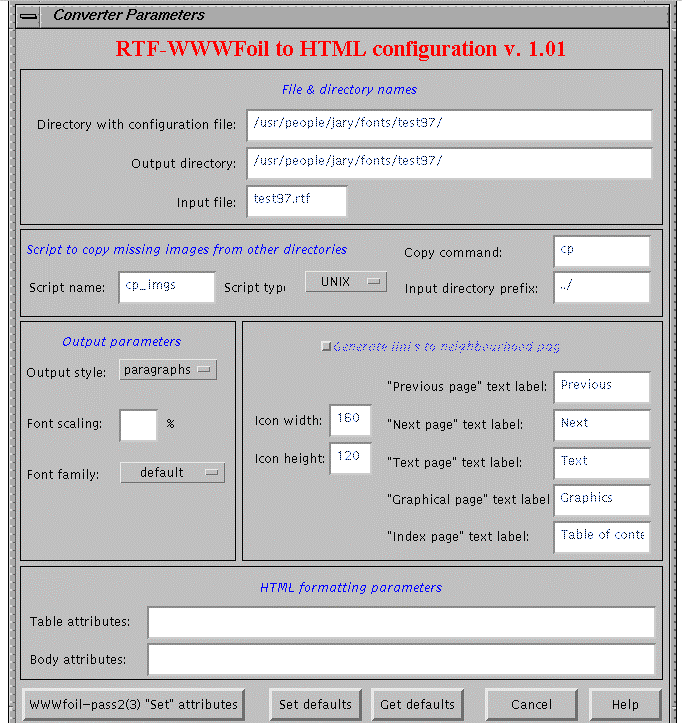 Converter Parameters
RTF-WWWFoil to HTML configuration v. 1.01
File & directory names
Directory with configuration file: /usr/people/jary/fonts/test97/
Output directory: /usr/people/jary/fonts/test97/
Input file: test97.rtf
Script to copy missing images from other directories
Copy command: cp
Script name: cp_imgs Script type UNIX Input directory prefix: ../
Output parameters
Generate links to neighbourhood pag
Output style: paragraphs
"Previous page" text label: Previous
Font scaling: %
Icon width: 160 "Next page" text label: Next
Icon height: 120 "Text page" text label: Text
Font family: default
"Graphical page" text label Graphics
"Index page" text label: Table of conte
HTML formatting parameters
Table attributes:
Body attributes:
WWWfoil-pass2(3) "Set" attributes Set defaults Get defaults Cancel Help